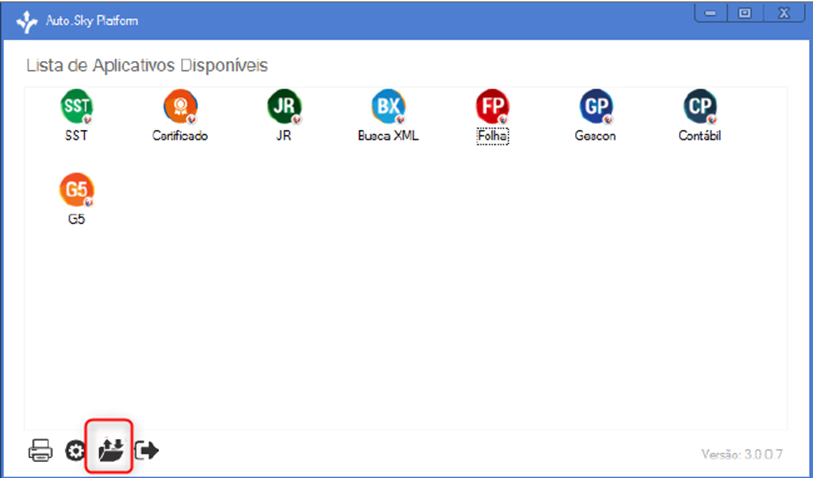 Auto.Sky Platform
Lista de Aplicativos Disponíveis
SST JR BX FP GP CP
SST Certificado JR Busca XML Folha Gescon Contábil
G5
G5
Versão: 3.0.0.7